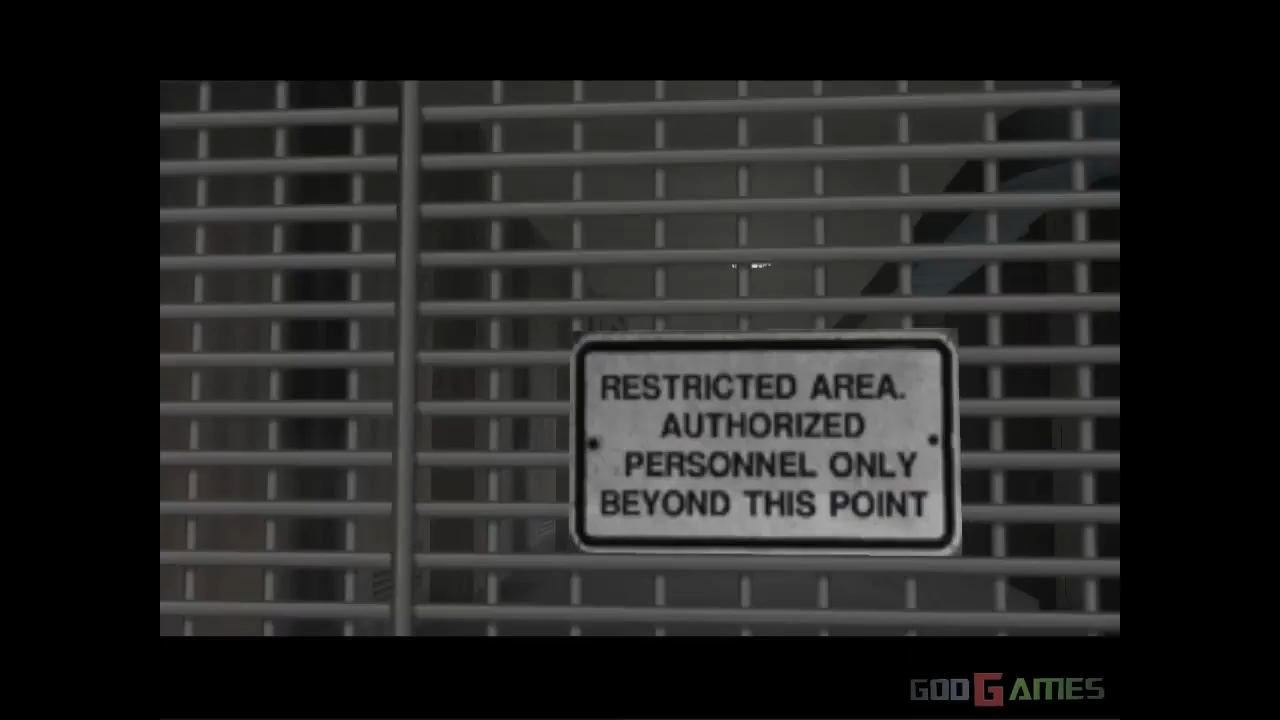 RESTRICTED AREA.
AUTHORIZED
PERSONNEL ONLY
BEYOND THIS POINT
GODGAMES